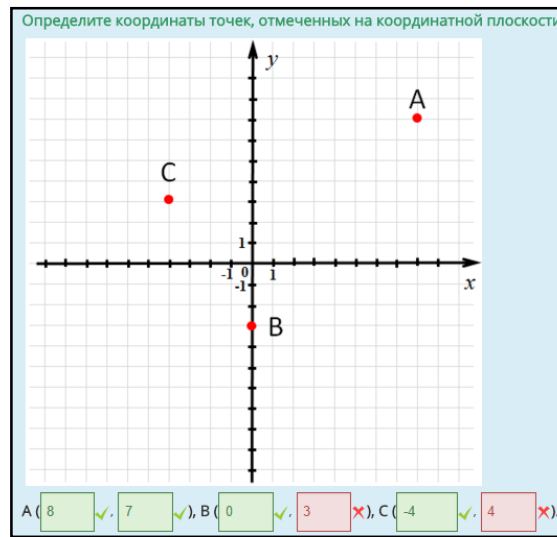 Определите координаты точек, отмеченных на координатной плоскости
y
A
C
1
-1 0 1
x
-1
B
A ( 8 , 7 ), B ( 0 , 3 ), C ( -4 , 4 ).